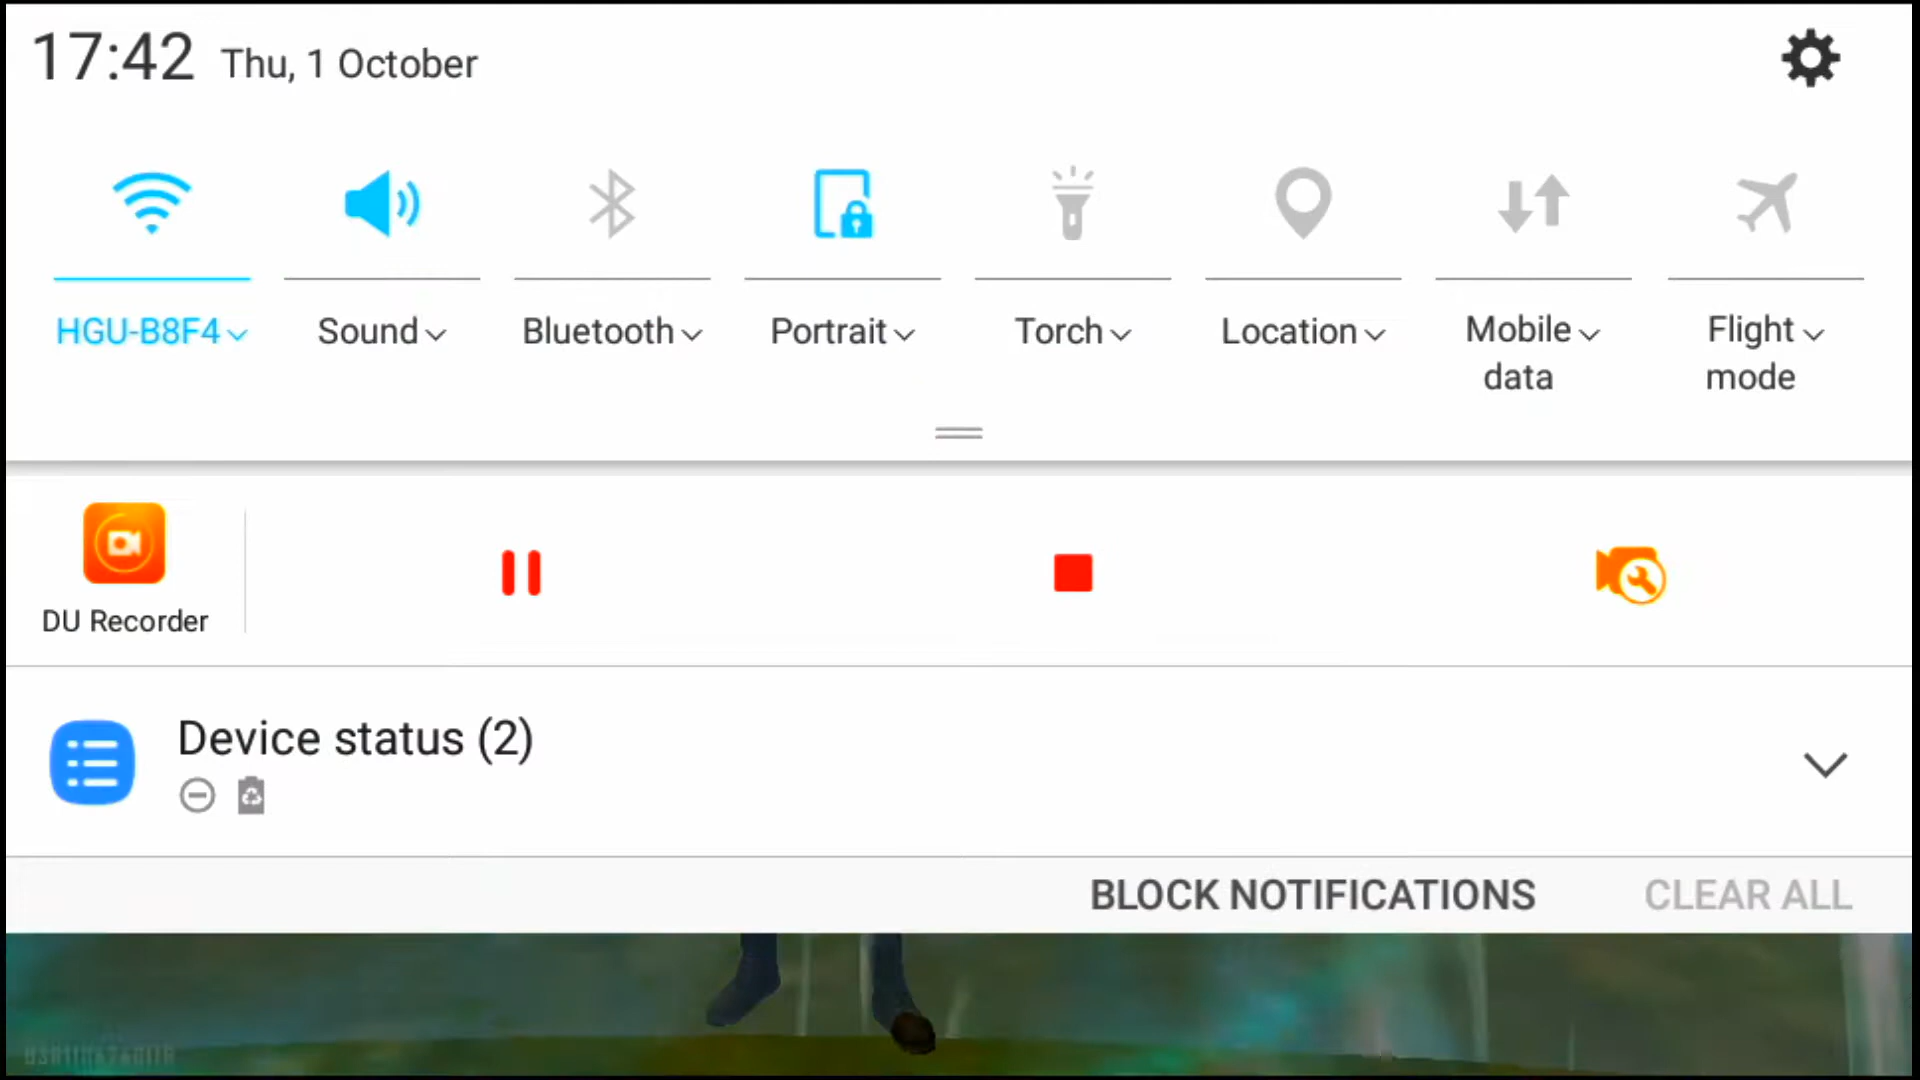 17:42 Thu, 1 October
HGU-B8F4 Sound Bluetooth Portrait Torch Location Mobile data Flight mode
DU Recorder
Device status (2)
BLOCK NOTIFICATIONS CLEAR ALL